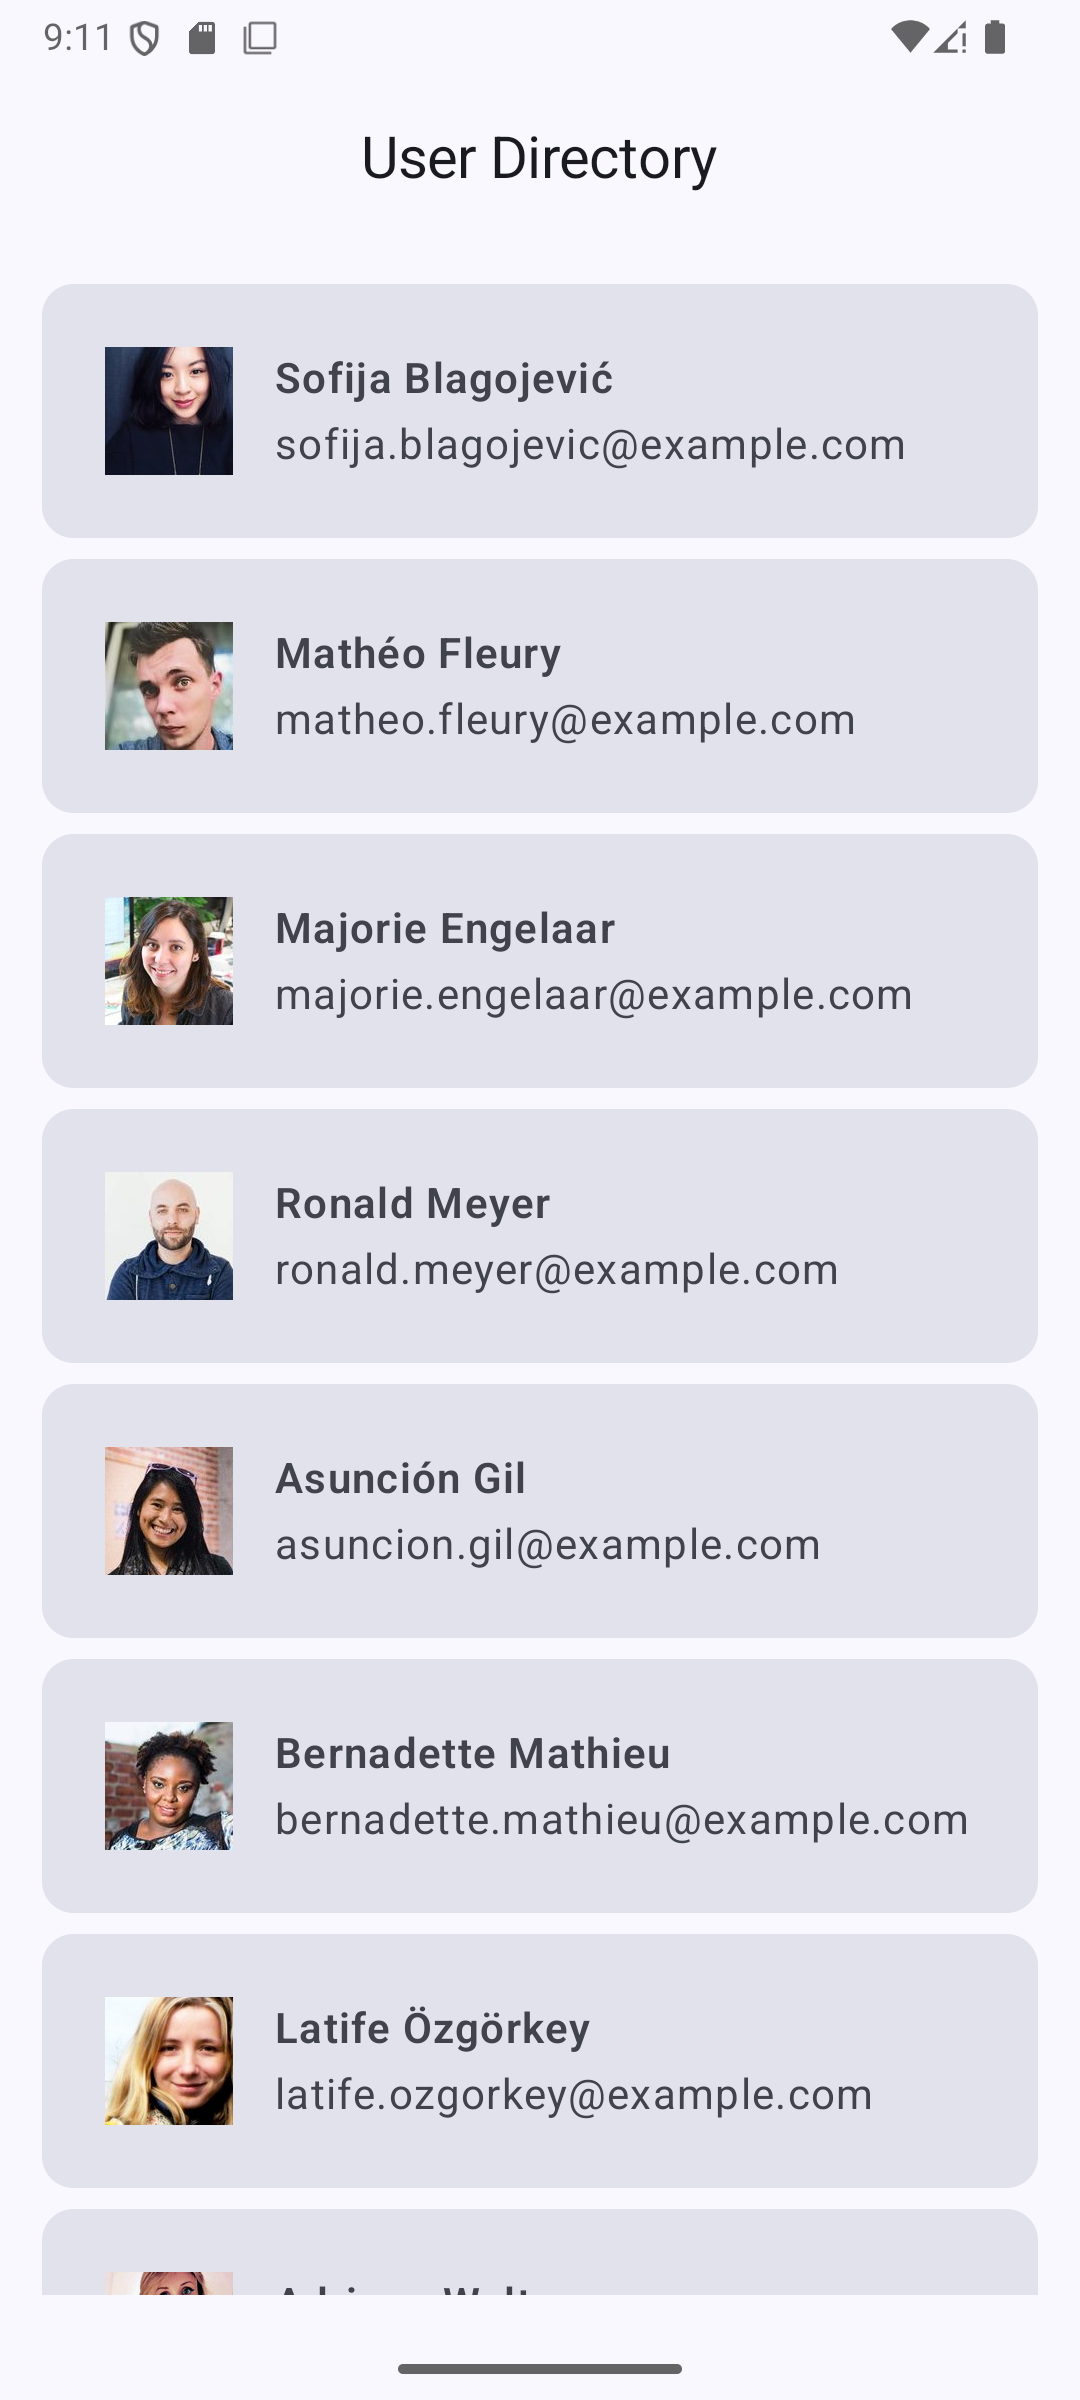 9:11
User Directory
Sofija Blagojević
sofija.blagojevic@example.com
Mathéo Fleury
matheo.fleury@example.com
Majorie Engelaar
majorie.engelaar@example.com
Ronald Meyer
ronald.meyer@example.com
Asunción Gil
asuncion.gil@example.com
Bernadette Mathieu
bernadette.mathieu@example.com
Latife Özgörkey
latife.ozgorkey@example.com